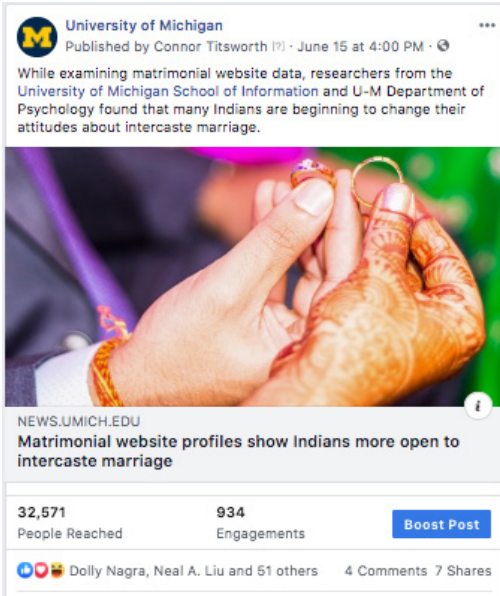 University of Michigan
Published by Connor Titsworth [?] · June 15 at 4:00 PM ·
While examining matrimonial website data, researchers from the
University of Michigan School of Information and U-M Department of
Psychology found that many Indians are beginning to change their
attitudes about intercaste marriage.
NEWS.UMICH.EDU
Matrimonial website profiles show Indians more open to
intercaste marriage
32,571
People Reached
934
Engagements
Boost Post
Dolly Nagra, Neal A. Liu and 51 others
4 Comments 7 Shares